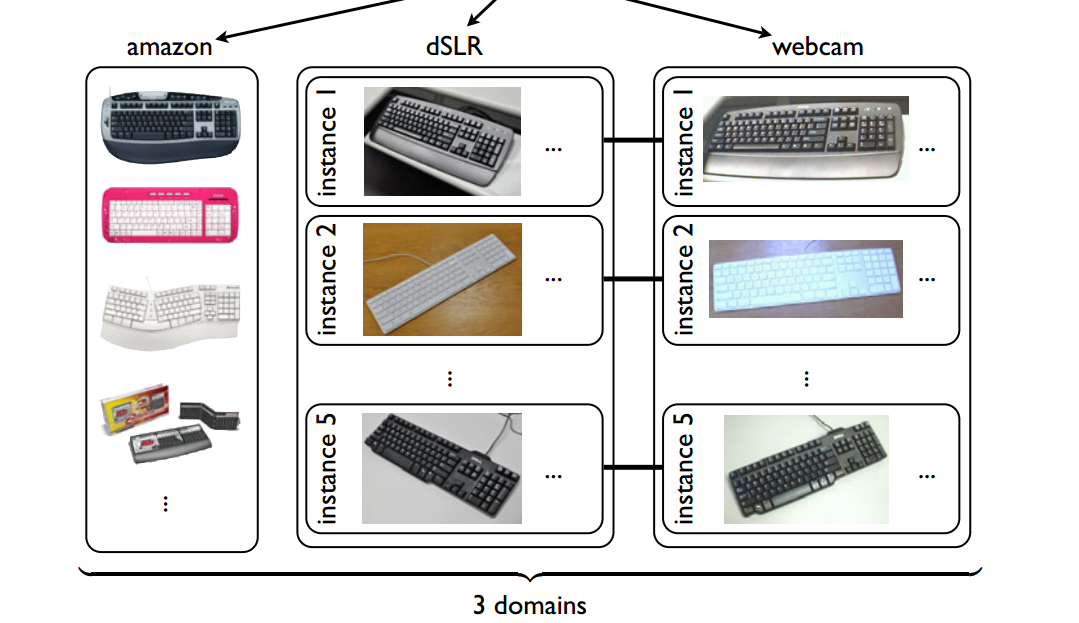 amazon
dSLR
webcam
instance 1
...
instance 1
...
instance 2
...
instance 2
...
...
...
instance 5
...
instance 5
...
...
3 domains